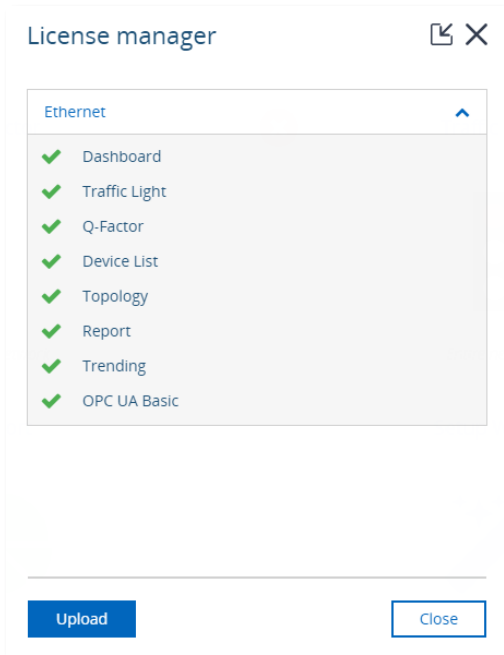 License manager
Ethernet
Dashboard
Traffic Light
Q-Factor
Device List
Topology
Report
Trending
OPC UA Basic
Upload
Close